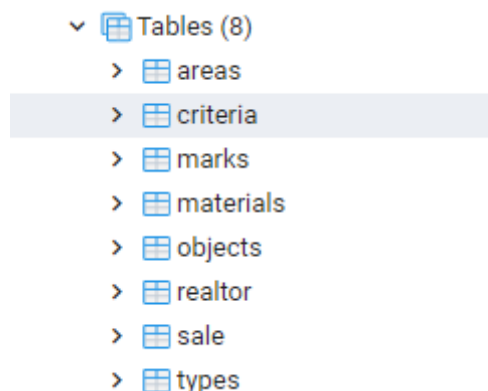 Tables (8)
areas
criteria
marks
materials
objects
realtor
sale
types